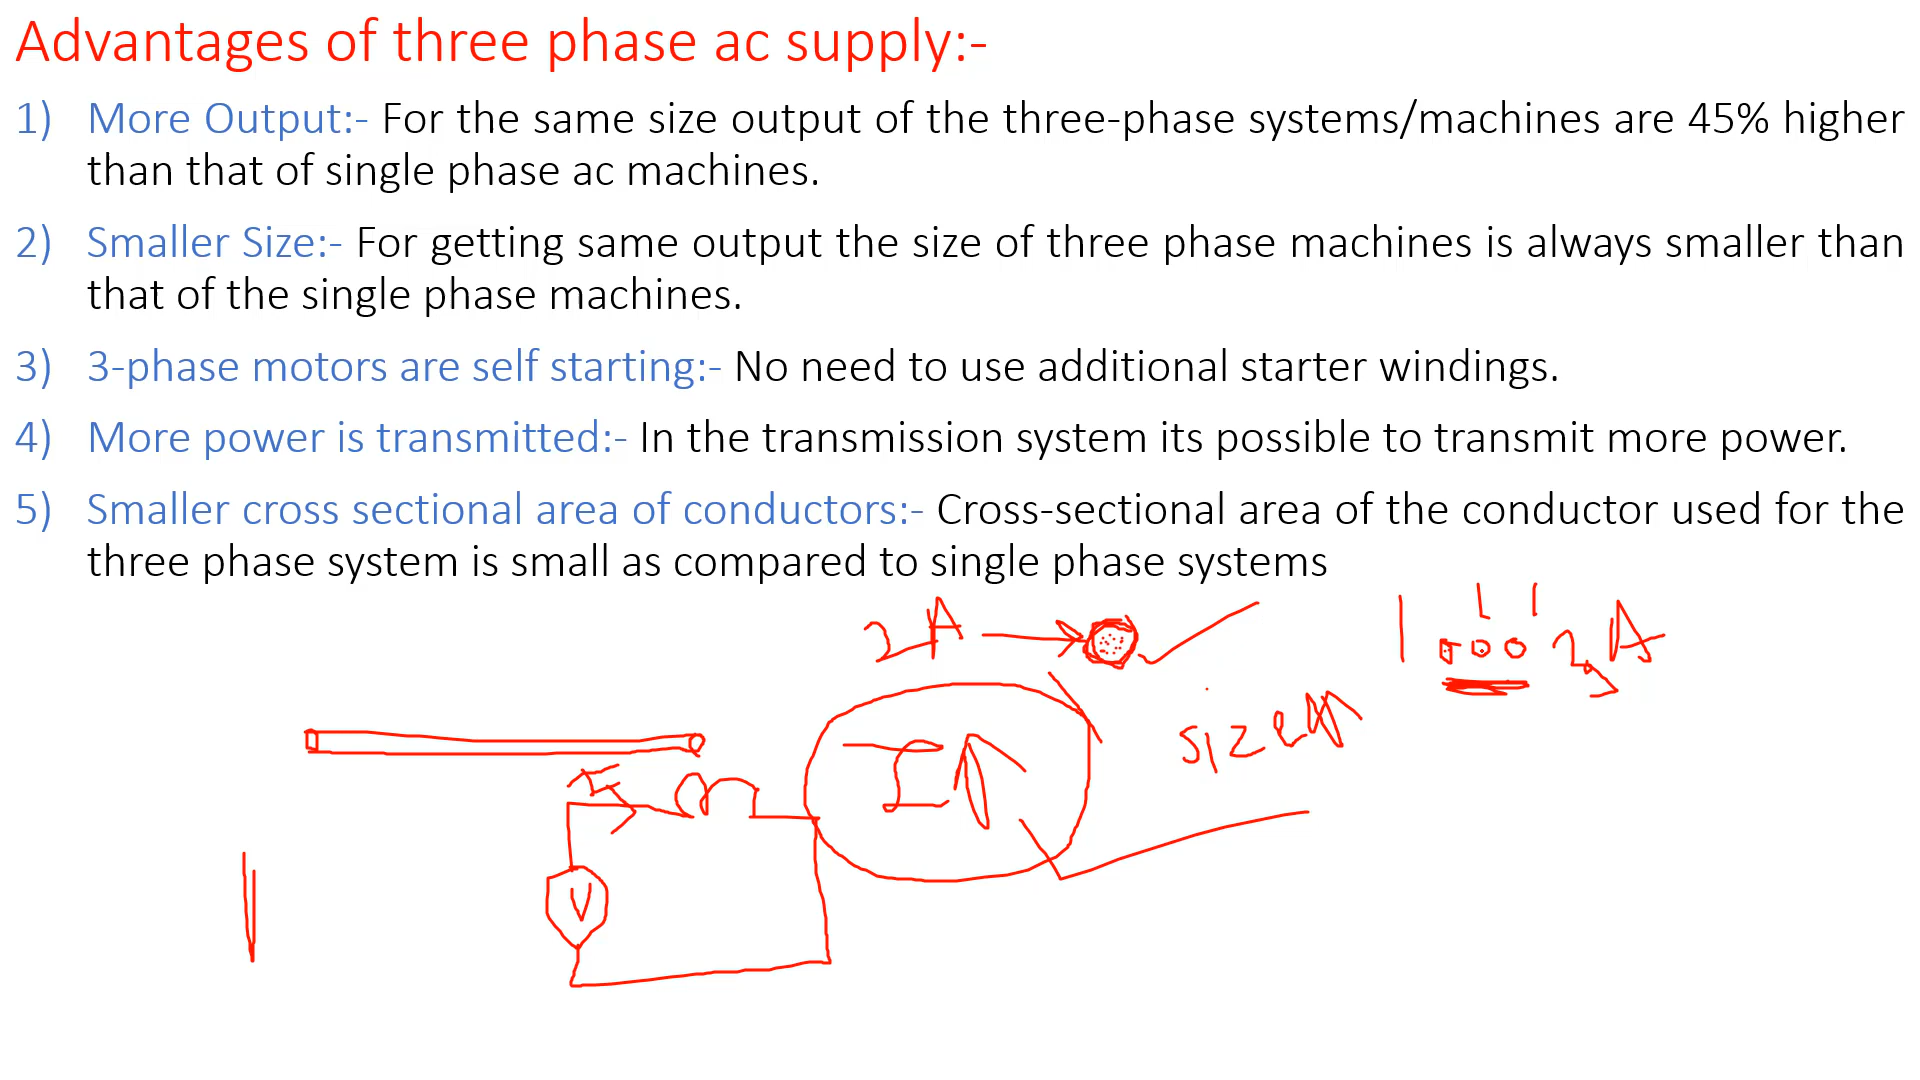 Advantages of three phase ac supply:-
1) More Output:- For the same size output of the three-phase systems/machines are 45% higher
than that of single phase ac machines.
2) Smaller Size:- For getting same output the size of three phase machines is always smaller than
that of the single phase machines.
3) 3-phase motors are self starting:- No need to use additional starter windings.
4) More power is transmitted:- In the transmission system its possible to transmit more power.
5) Smaller cross sectional area of conductors:- Cross-sectional area of the conductor used for the
three phase system is small as compared to single phase systems
2A
A
size
I
I
V